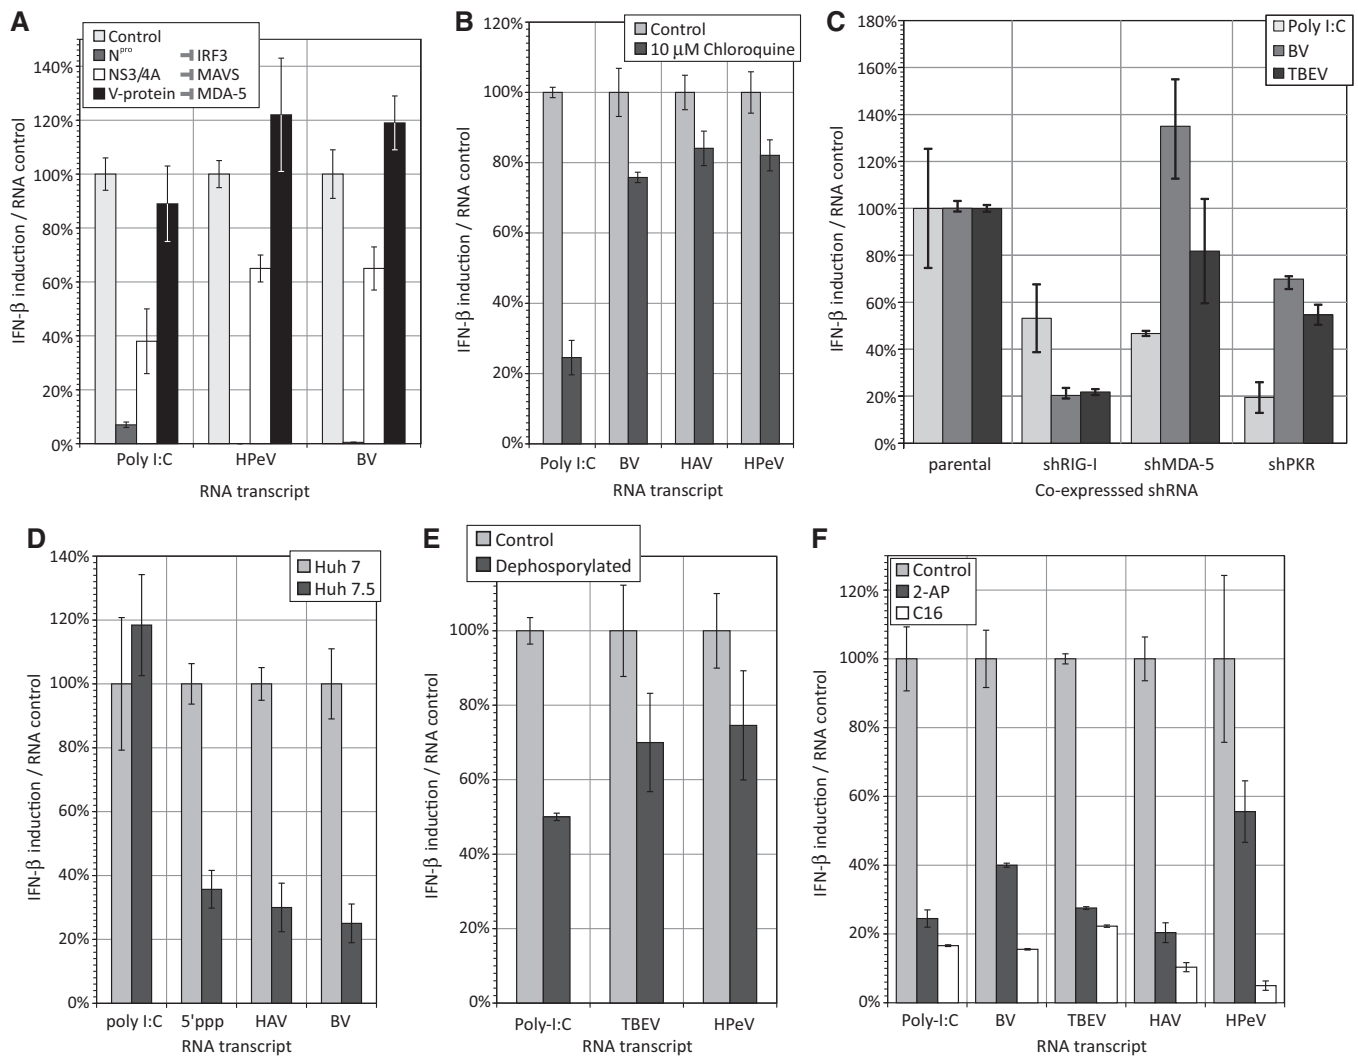 A
Control
Npro IRF3
NS3/4A MAVS
V-protein MDA-5
140%
120%
100%
80%
60%
40%
20%
0%
IFN-β induction / RNA control
Poly I:C HPeV BV
RNA transcript
B
Control
10 µM Chloroquine
120%
100%
80%
60%
40%
20%
0%
IFN-β induction / RNA control
Poly I:C BV HAV HPeV
RNA transcript
C
Poly I:C
BV
TBEV
180%
160%
140%
120%
100%
80%
60%
40%
20%
0%
IFN-β induction / RNA control
parental shRIG-I shMDA-5 shPKR
Co-expresssed shRNA
D
Huh 7
Huh 7.5
140%
120%
100%
80%
60%
40%
20%
0%
IFN-β induction / RNA control
poly I:C 5'ppp HAV BV
RNA transcript
E
Control
Dephosporylated
100%
80%
60%
40%
20%
0%
IFN-β induction / RNA control
Poly-I:C TBEV HPeV
RNA transcript
F
Control
2-AP
C16
120%
100%
80%
60%
40%
20%
0%
IFN-β induction / RNA control
Poly-I:C BV TBEV HAV HPeV
RNA transcript